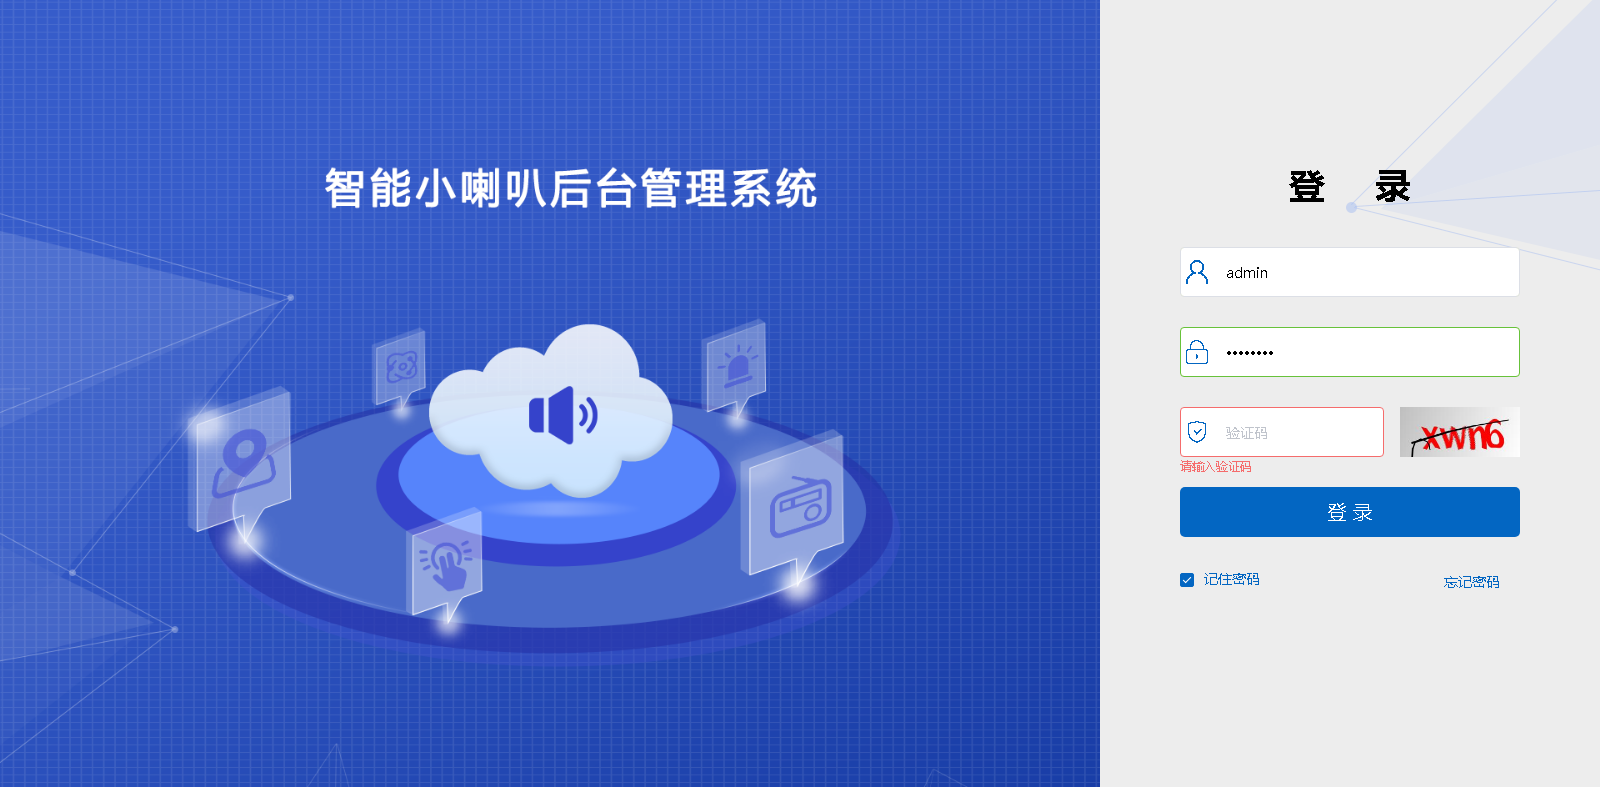 智能小喇叭后台管理系统
登 录
admin
••••••••
验证码
xwn6
请输入验证码
登 录
记住密码
忘记密码